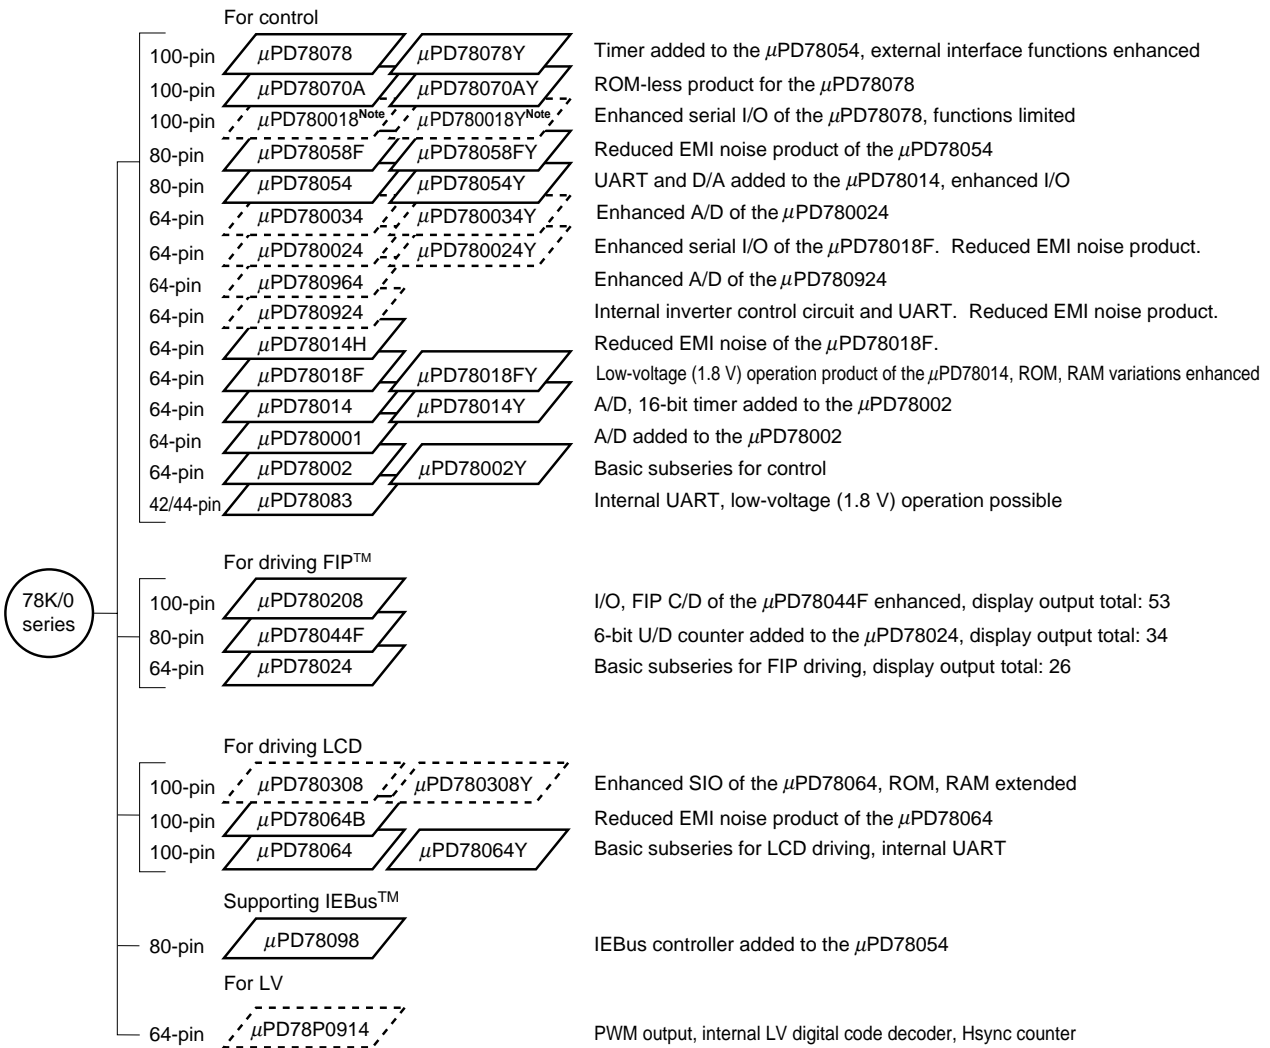 For control
100-pin μPD78078 μPD78078Y Timer added to the μPD78054, external interface functions enhanced
100-pin μPD78070A μPD78070AY ROM-less product for the μPD78078
100-pin μPD780018Note μPD780018YNote Enhanced serial I/O of the μPD78078, functions limited
80-pin μPD78058F μPD78058FY Reduced EMI noise product of the μPD78054
80-pin μPD78054 μPD78054Y UART and D/A added to the μPD78014, enhanced I/O
64-pin μPD780034 μPD780034Y Enhanced A/D of the μPD780024
64-pin μPD780024 μPD780024Y Enhanced serial I/O of the μPD78018F. Reduced EMI noise product.
64-pin μPD780964 Enhanced A/D of the μPD780924
64-pin μPD780924 Internal inverter control circuit and UART. Reduced EMI noise product.
64-pin μPD78014H Reduced EMI noise of the μPD78018F.
64-pin μPD78018F μPD78018FY Low-voltage (1.8 V) operation product of the μPD78014, ROM, RAM variations enhanced
64-pin μPD78014 μPD78014Y A/D, 16-bit timer added to the μPD78002
64-pin μPD780001 A/D added to the μPD78002
64-pin μPD78002 μPD78002Y Basic subseries for control
42/44-pin μPD78083 Internal UART, low-voltage (1.8 V) operation possible
78K/0
series
For driving FIP™
100-pin μPD780208 I/O, FIP C/D of the μPD78044F enhanced, display output total: 53
80-pin μPD78044F 6-bit U/D counter added to the μPD78024, display output total: 34
64-pin μPD78024 Basic subseries for FIP driving, display output total: 26
For driving LCD
100-pin μPD780308 μPD780308Y Enhanced SIO of the μPD78064, ROM, RAM extended
100-pin μPD78064B Reduced EMI noise product of the μPD78064
100-pin μPD78064 μPD78064Y Basic subseries for LCD driving, internal UART
Supporting IEBus™
80-pin μPD78098 IEBus controller added to the μPD78054
For LV
64-pin μPD78P0914 PWM output, internal LV digital code decoder, Hsync counter